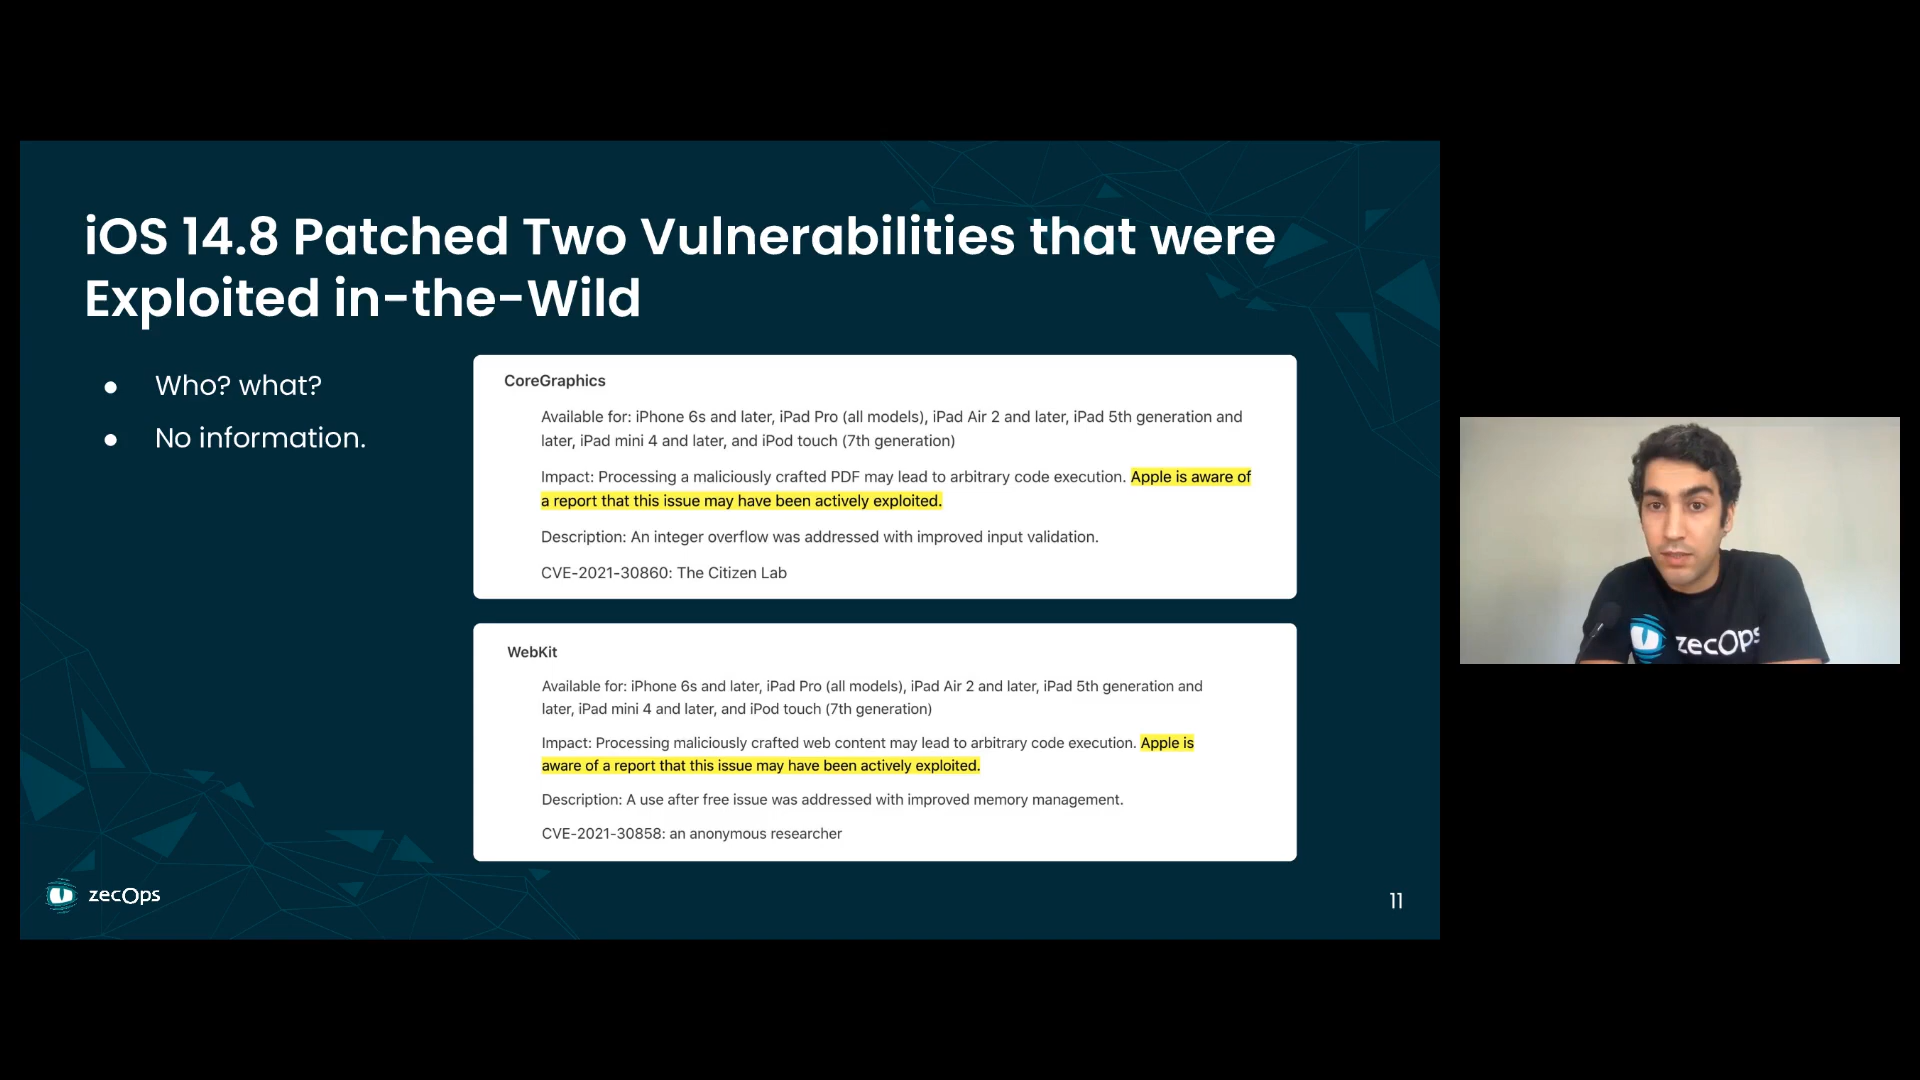 iOS 14.8 Patched Two Vulnerabilities that were
Exploited in-the-Wild
● Who? what?
● No information.
CoreGraphics
Available for: iPhone 6s and later, iPad Pro (all models), iPad Air 2 and later, iPad 5th generation and
later, iPad mini 4 and later, and iPod touch (7th generation)
Impact: Processing a maliciously crafted PDF may lead to arbitrary code execution. Apple is aware of
a report that this issue may have been actively exploited.
Description: An integer overflow was addressed with improved input validation.
CVE-2021-30860: The Citizen Lab
WebKit
Available for: iPhone 6s and later, iPad Pro (all models), iPad Air 2 and later, iPad 5th generation and
later, iPad mini 4 and later, and iPod touch (7th generation)
Impact: Processing maliciously crafted web content may lead to arbitrary code execution. Apple is
aware of a report that this issue may have been actively exploited.
Description: A use after free issue was addressed with improved memory management.
CVE-2021-30858: an anonymous researcher
zecOps
11
zecOps